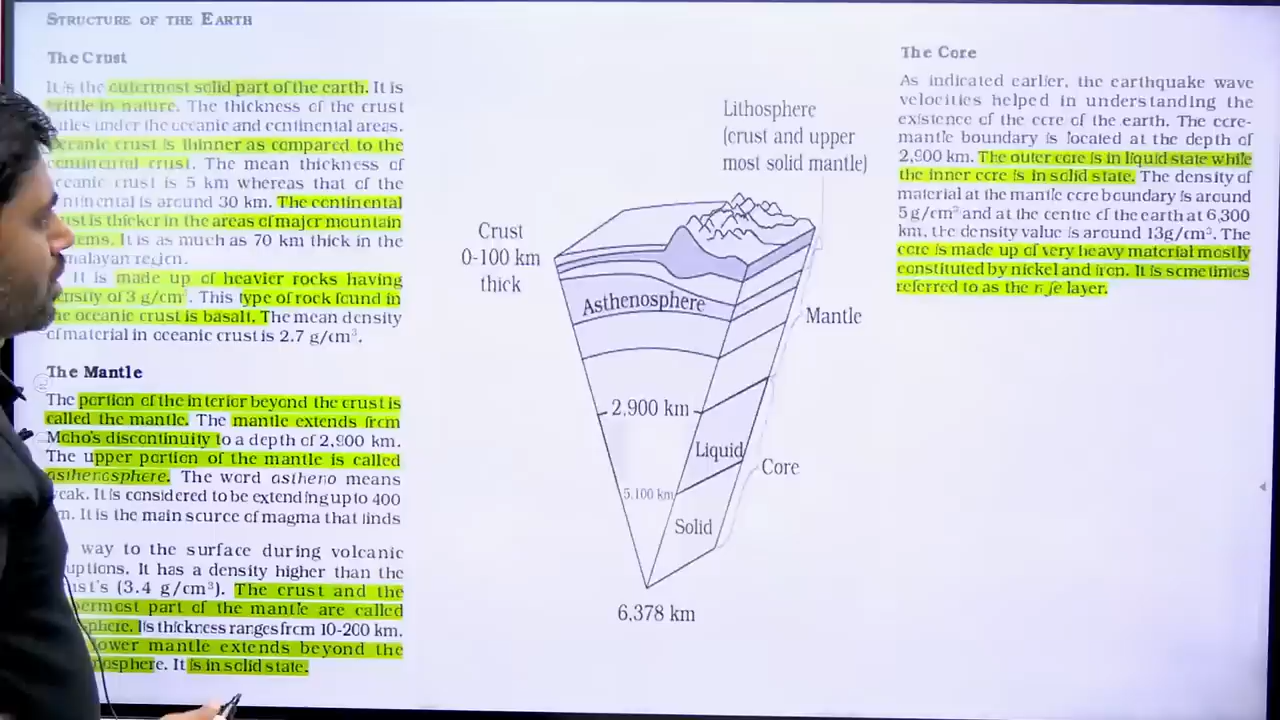 STRUCTURE OF THE EARTH
The Crust
It is the outermost solid part of the earth. It is
brittle in nature. The thickness of the crust
under the oceanic and continental areas.
oceanic crust is thinner as compared to the
continental crust. The mean thickness of
oceanic crust is 5 km whereas that of the
continental is around 30 km. The continental
crust is thicker in the areas of major mountain
It is as much as 70 km thick in the
region.
It is made up of heavier rocks having
density of 3 g/cm³. This type of rock found in
the oceanic crust is basalt. The mean density
of material in oceanic crust is 2.7 g/cm³.
The Mantle
The portion of the interior beyond the crust is
called the mantle. The mantle extends from
Moho's discontinuity to a depth of 2,900 km.
The upper portion of the mantle is called
asthenosphere. The word astheno means
weak. It is considered to be extending upto 400
It is the main source of magma that finds
way to the surface during volcanic
It has a density higher than the
(3.4 g/cm³). The crust and the
part of the mantle are called
Its thickness ranges from 10-200 km.
lower mantle extends beyond the
It is in solid state.
Lithosphere
(crust and upper
most solid mantle)
Crust
0-100 km
thick
Asthenosphere
Mantle
2,900 km
Liquid
Core
5,100 km
Solid
6,378 km
The Core
As indicated earlier, the earthquake wave
velocities helped in understanding the
existence of the core of the earth. The core-
mantle boundary is located at the depth of
2,900 km. The outer core is in liquid state while
the inner core is in solid state. The density of
material at the mantle core boundary is around
5 g/cm³ and at the centre of the earth at 6,300
km, the density value is around 13g/cm³. The
core is made up of very heavy material mostly
constituted by nickel and iron. It is sometimes
referred to as the nife layer.